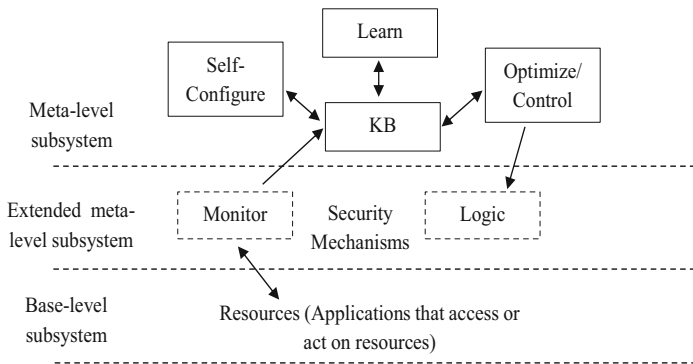 Learn
Self-
Configure
Optimize/
Control
KB
Meta-level
subsystem
Extended meta-
level subsystem
Monitor
Security
Mechanisms
Logic
Base-level
subsystem
Resources (Applications that access or
act on resources)